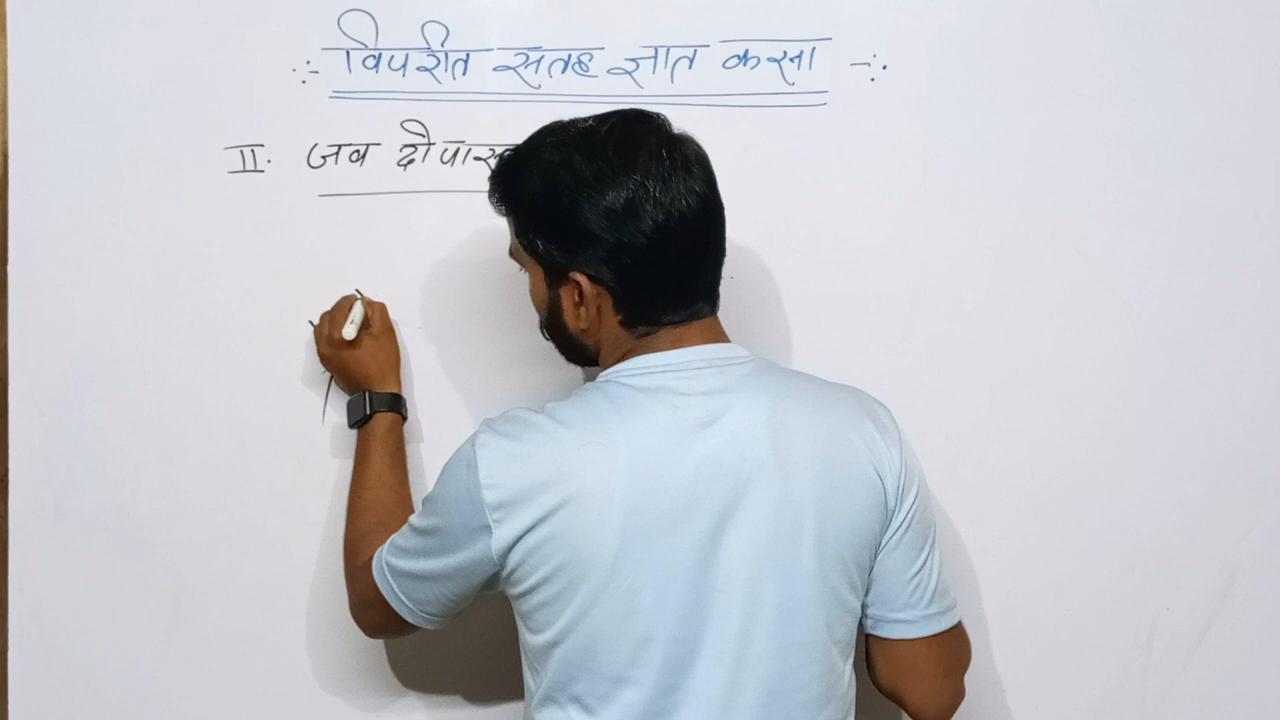 :- विपरीत सतह ज्ञात करना -:
II. जब दो पास